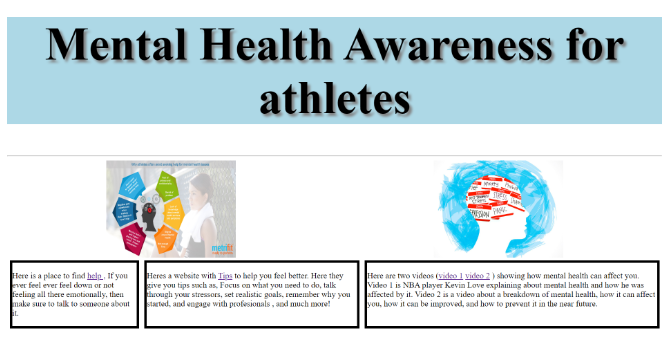 Mental Health Awareness for
athletes
metrifit
Here is a place to find help . If you
ever feel ever feel down or not
feeling all there emotionally, then
make sure to talk to someone about
it.
Heres a website with Tips to help you feel better. Here they
give you tips such as, Focus on what you need to do, talk
through your stressors, set realistic goals, remember why you
started, and engage with profesionals , and much more!
Here are two videos (video 1 video 2 ) showing how mental health can affect you.
Video 1 is NBA player Kevin Love explaining about mental health and how he was
affected by it. Video 2 is a video about a breakdown of mental health, how it can affect
you, how it can be improved, and how to prevent it in the near future.